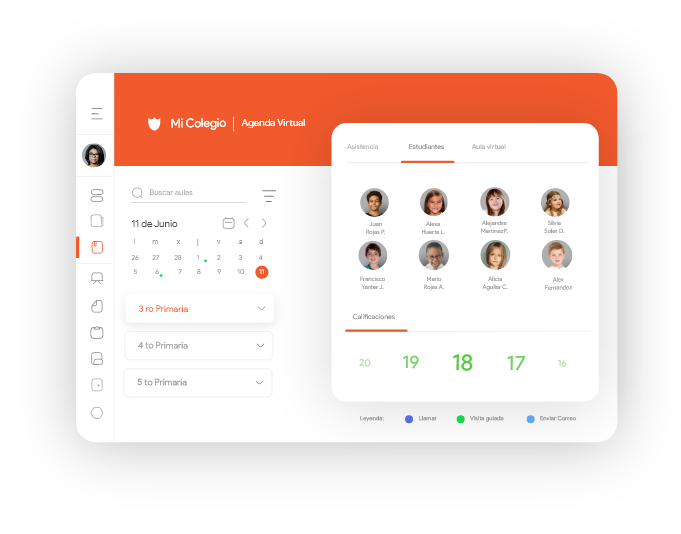 Mi Colegio | Agenda Virtual
Buscar aulas
11 de Junio
l m x j v s d
26 27 28 1 2 3 4
5 6 7 8 9 10 11
3 ro Primaria
4 to Primaria
5 to Primaria
Asistencia Estudiantes Aula virtual
Juan Rojas P.
Alexa Huerta L.
Alejandra Martinez P.
Silvia Soler D.
Francisco Yanter J.
Mario Rojas A.
Alicia Aguilar C.
Alex Fernandez
Calificaciones
20 19 18 17 16
Leyenda: Llamar Visita guiada Enviar Correo